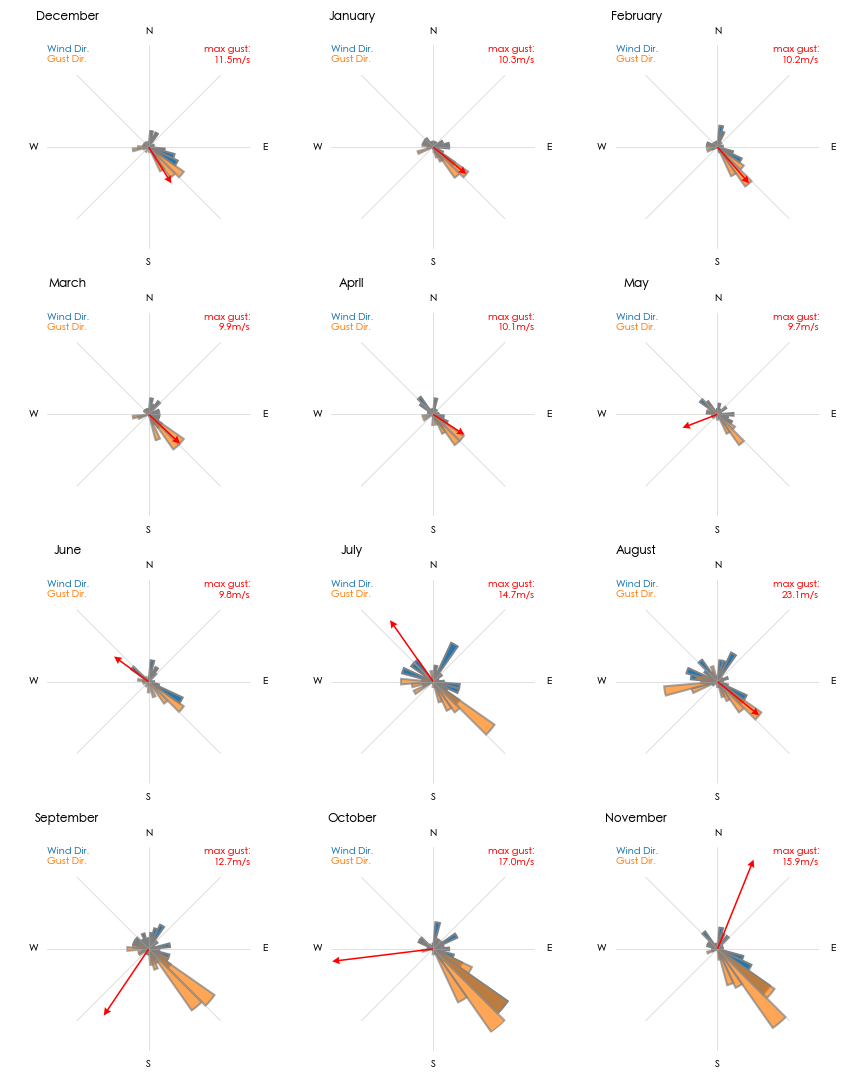 December
N
Wind Dir.
Gust Dir.
max gust:
11.5m/s
W
E
S
January
N
Wind Dir.
Gust Dir.
max gust:
10.3m/s
W
E
S
February
N
Wind Dir.
Gust Dir.
max gust:
10.2m/s
W
E
S
March
N
Wind Dir.
Gust Dir.
max gust:
9.9m/s
W
E
S
April
N
Wind Dir.
Gust Dir.
max gust:
10.1m/s
W
E
S
May
N
Wind Dir.
Gust Dir.
max gust:
9.7m/s
W
E
S
June
N
Wind Dir.
Gust Dir.
max gust:
9.8m/s
W
E
S
July
N
Wind Dir.
Gust Dir.
max gust:
14.7m/s
W
E
S
August
N
Wind Dir.
Gust Dir.
max gust:
23.1m/s
W
E
S
September
N
Wind Dir.
Gust Dir.
max gust:
12.7m/s
W
E
S
October
N
Wind Dir.
Gust Dir.
max gust:
17.0m/s
W
E
S
November
N
Wind Dir.
Gust Dir.
max gust:
15.9m/s
W
E
S